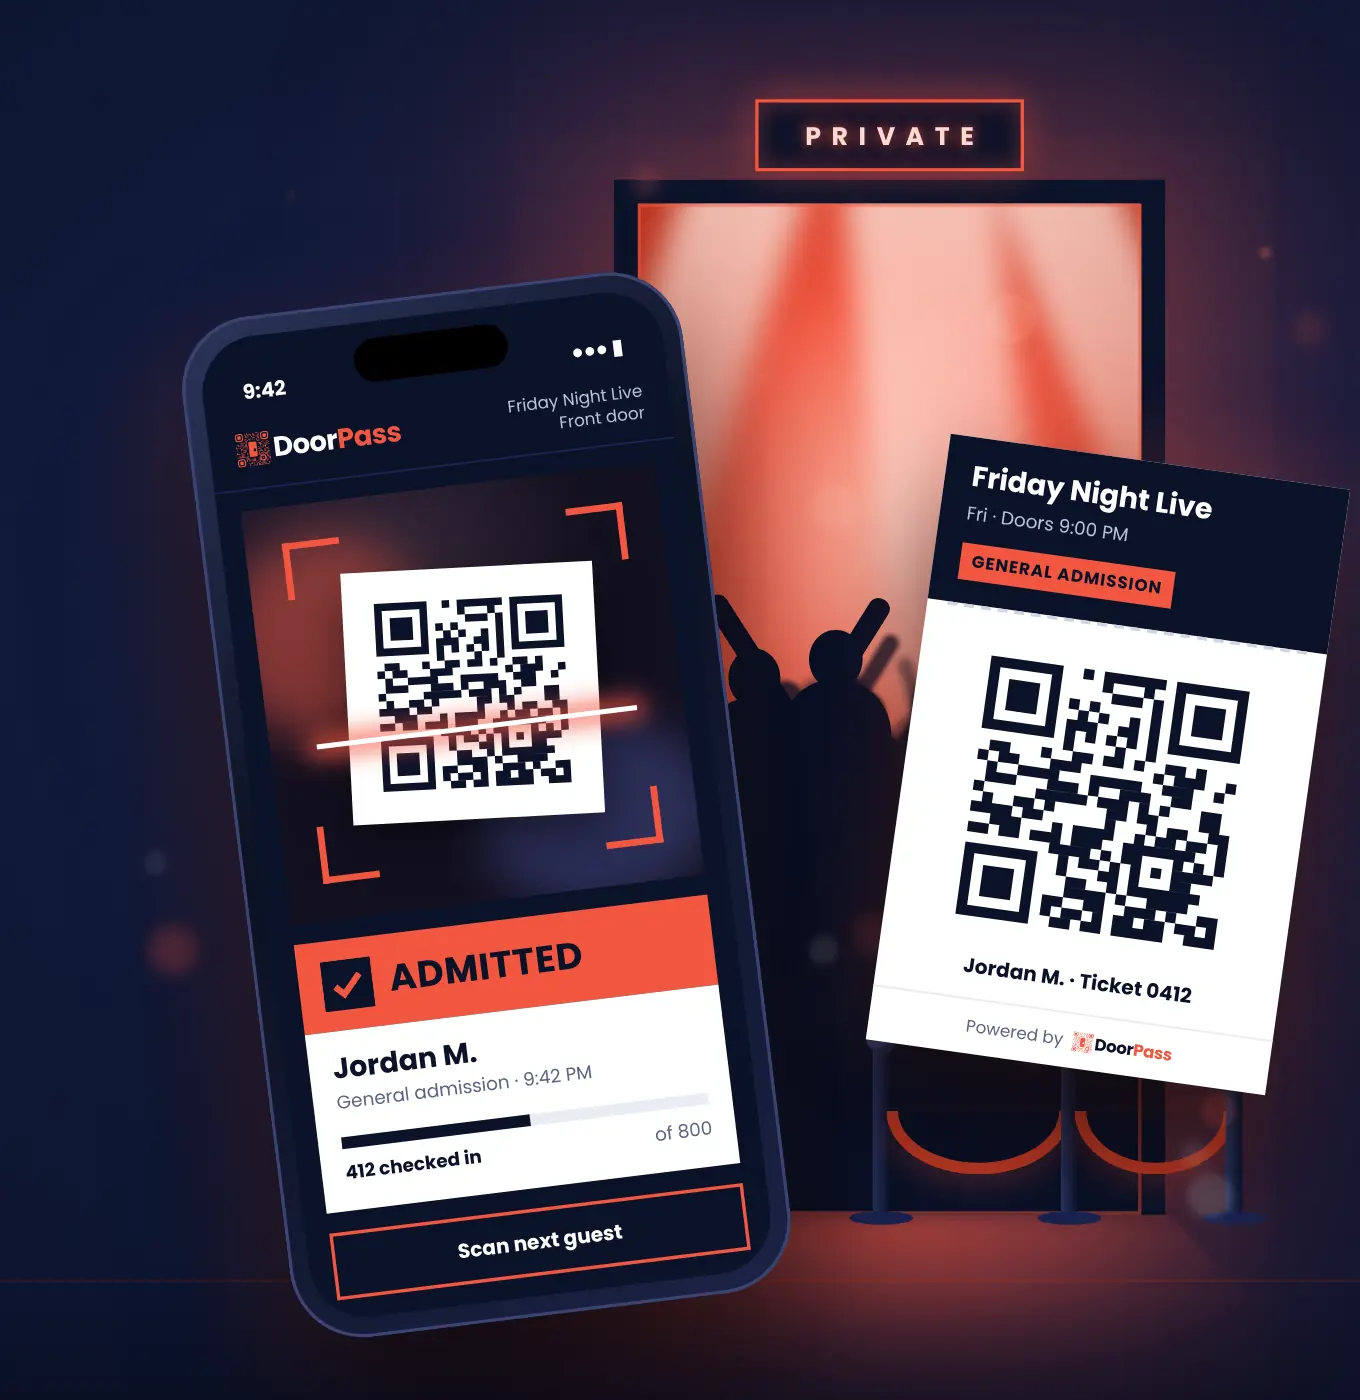 PRIVATE
9:42
Friday Night Live
Front door
DoorPass
ADMITTED
Jordan M.
General admission · 9:42 PM
412 checked in
of 800
Scan next guest
Friday Night Live
Fri · Doors 9:00 PM
GENERAL ADMISSION
Jordan M. · Ticket 0412
Powered by DoorPass